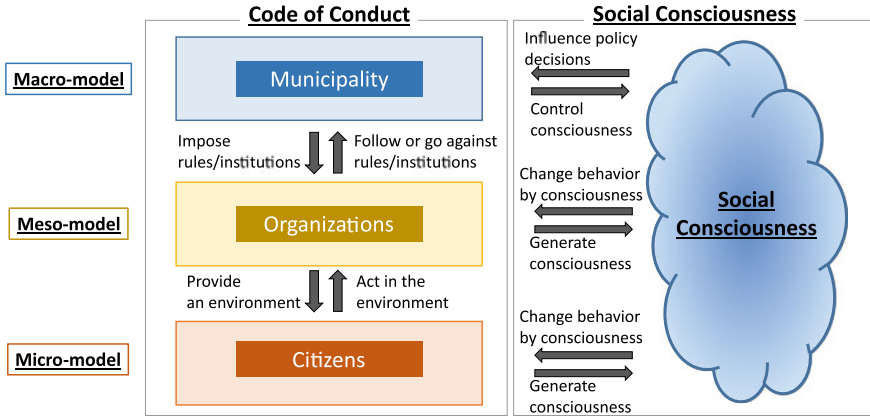 Code of Conduct
Social Consciousness
Macro-model
Municipality
Influence policy
decisions
Control
consciousness
Impose
rules/institutions
Follow or go against
rules/institutions
Meso-model
Organizations
Change behavior
by consciousness
Generate
consciousness
Social
Consciousness
Provide
an environment
Act in the
environment
Micro-model
Citizens
Change behavior
by consciousness
Generate
consciousness